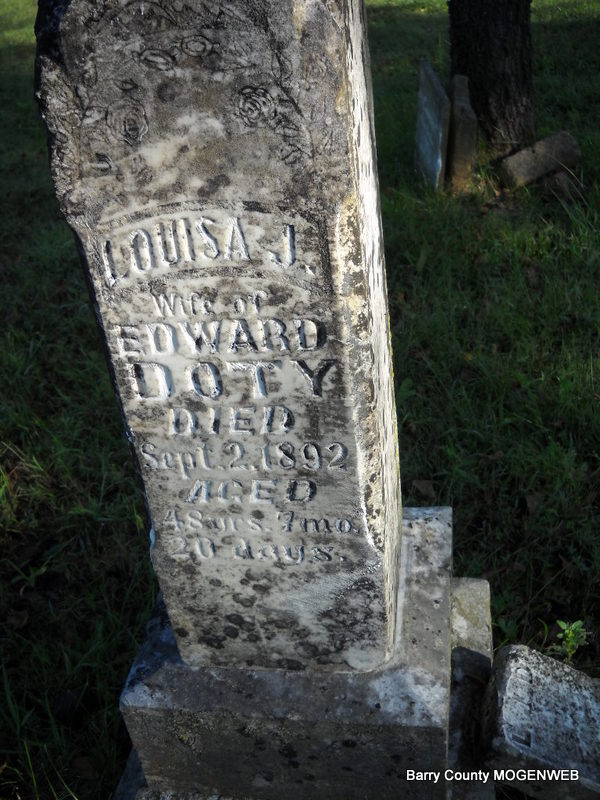 LOUISA J.
Wife of
EDWARD
DOTY
DIED
Sept. 2, 1892
AGED
48 yrs. 7 mo.
20 days.
Barry County MOGENWEB